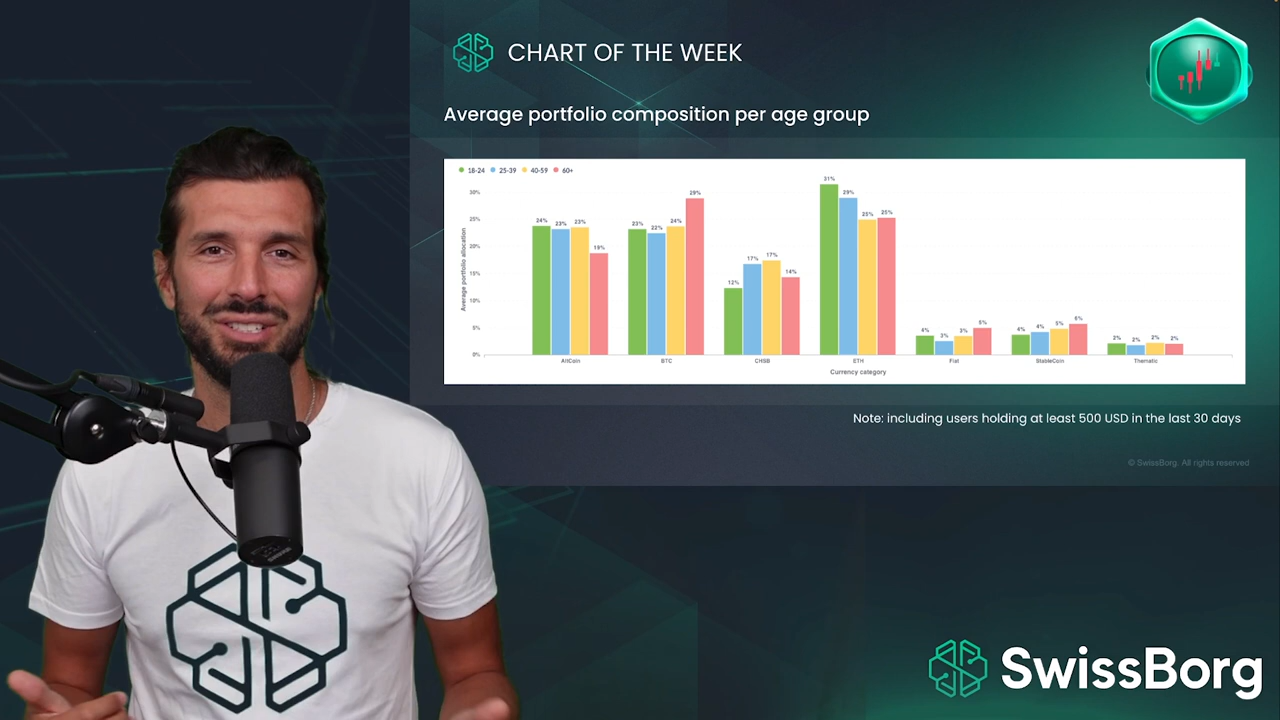 CHART OF THE WEEK
Average portfolio composition per age group
18-24 25-39 40-59 60+
Average portfolio allocation
30%
25%
20%
15%
10%
5%
0%
24% 23% 23% 19%
23% 22% 24% 29%
12% 17% 17% 14%
31% 29% 25% 25%
4% 3% 3% 5%
4% 4% 5% 6%
2% 2% 2% 2%
AltCoin BTC CHSB ETH Fiat StableCoin Thematic
Currency category
Note: including users holding at least 500 USD in the last 30 days
© SwissBorg. All rights reserved
SwissBorg